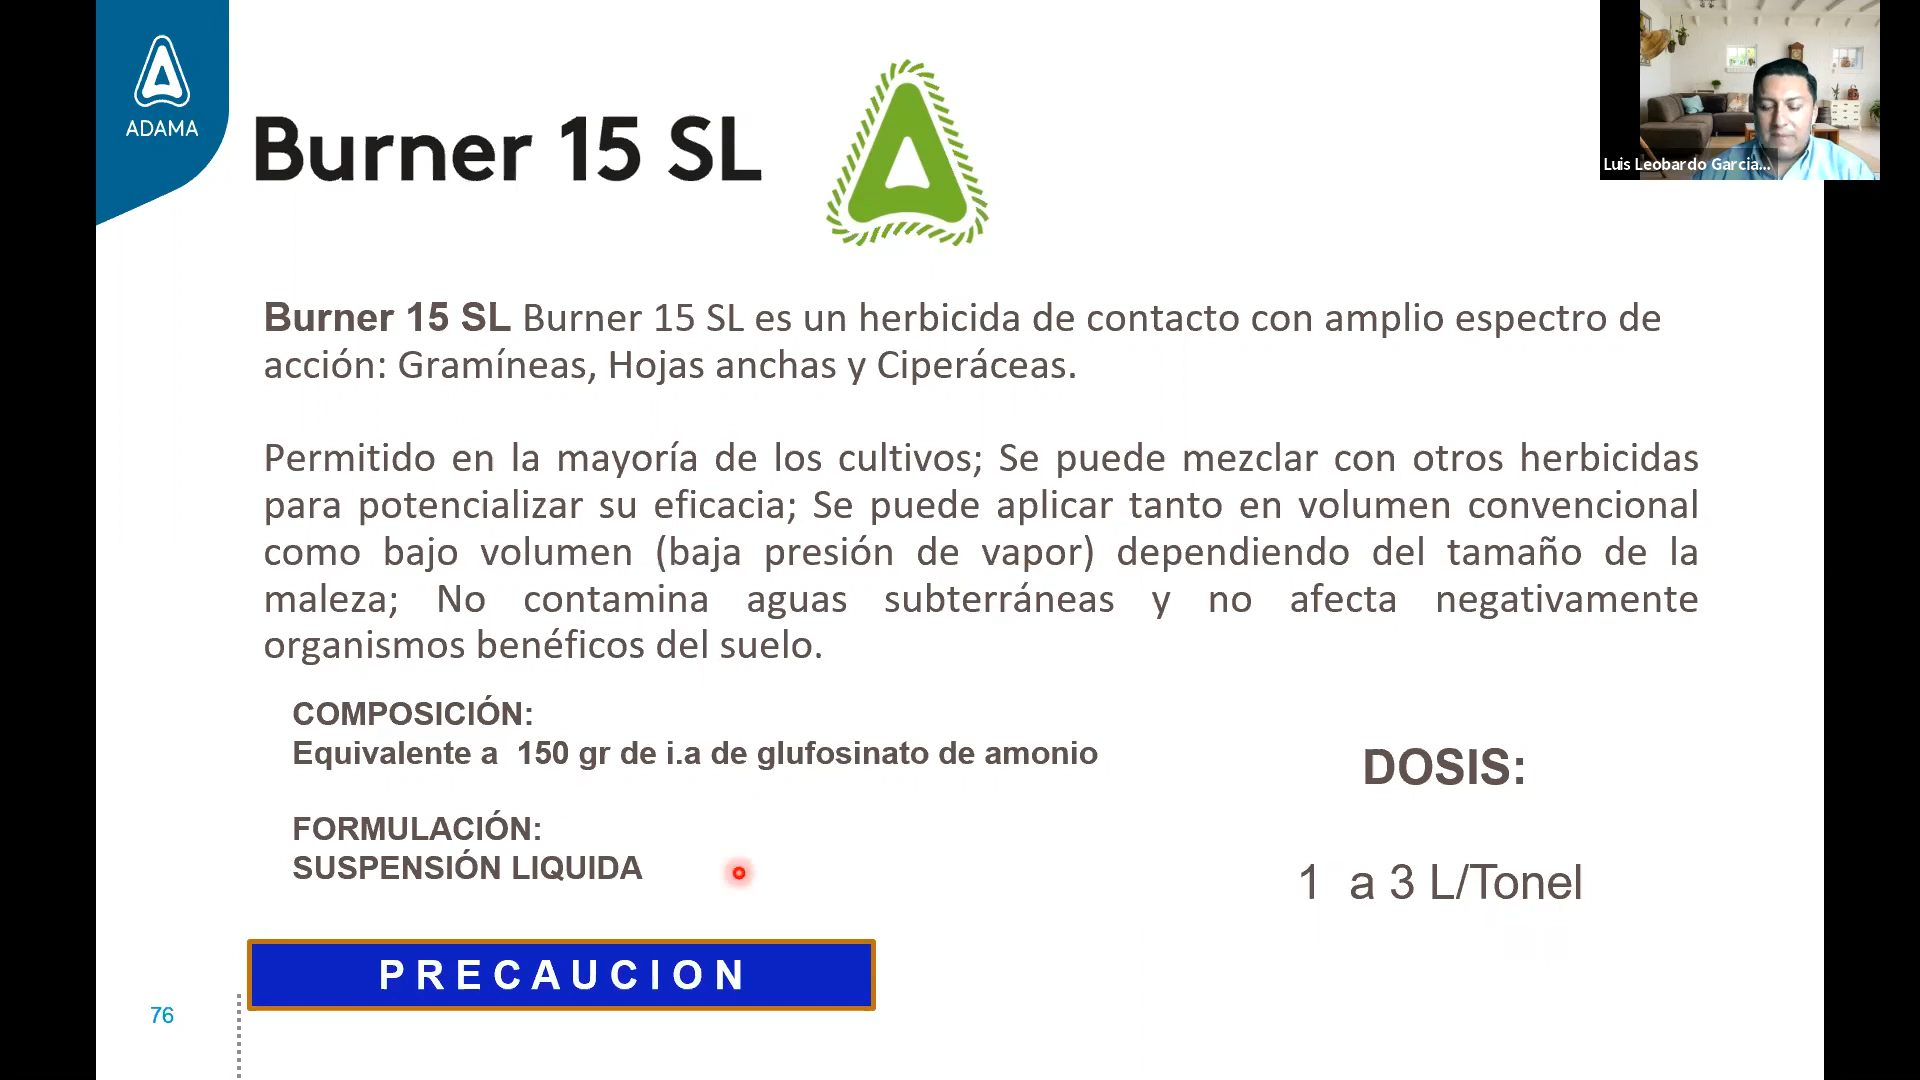 ADAMA
Burner 15 SL
Luis Leobardo Garcia...
Burner 15 SL Burner 15 SL es un herbicida de contacto con amplio espectro de
acción: Gramíneas, Hojas anchas y Ciperáceas.
Permitido en la mayoría de los cultivos; Se puede mezclar con otros herbicidas
para potencializar su eficacia; Se puede aplicar tanto en volumen convencional
como bajo volumen (baja presión de vapor) dependiendo del tamaño de la
maleza; No contamina aguas subterráneas y no afecta negativamente
organismos benéficos del suelo.
COMPOSICIÓN:
Equivalente a 150 gr de i.a de glufosinato de amonio
FORMULACIÓN:
SUSPENSIÓN LIQUIDA
DOSIS:
1 a 3 L/Tonel
PRECAUCION
76